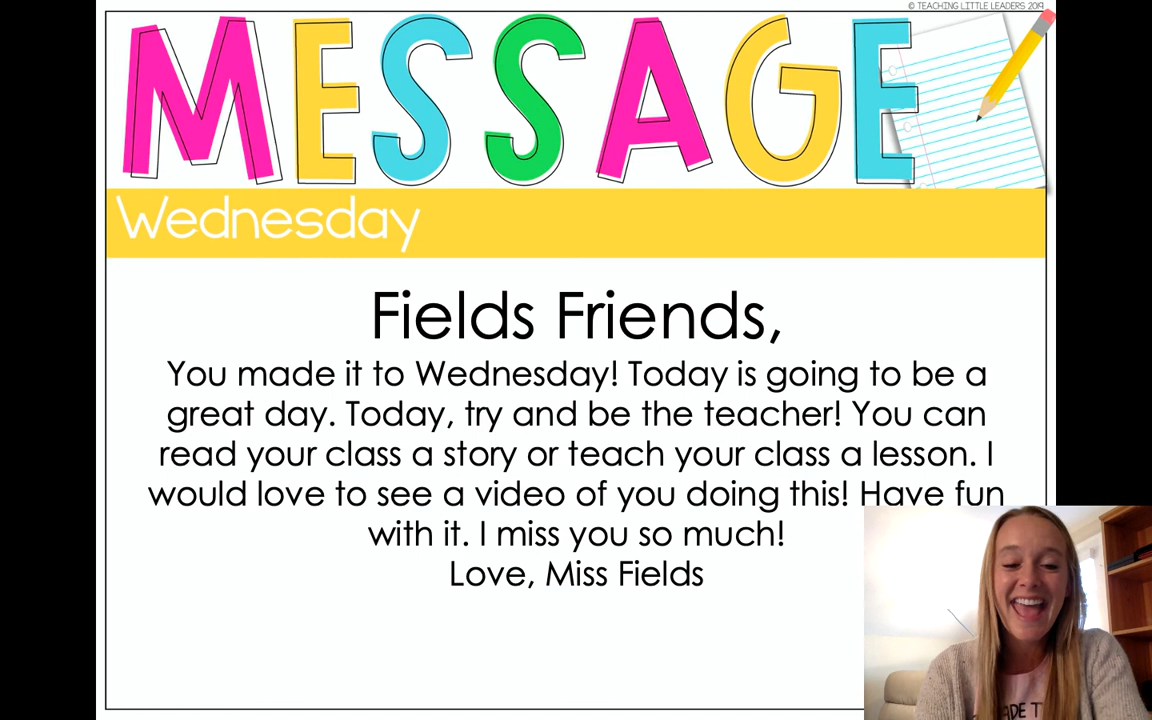 © TEACHING LITTLE LEADERS 2019
MESSAGE
Wednesday
Fields Friends,
You made it to Wednesday! Today is going to be a
great day. Today, try and be the teacher! You can
read your class a story or teach your class a lesson. I
would love to see a video of you doing this! Have fun
with it. I miss you so much!
Love, Miss Fields